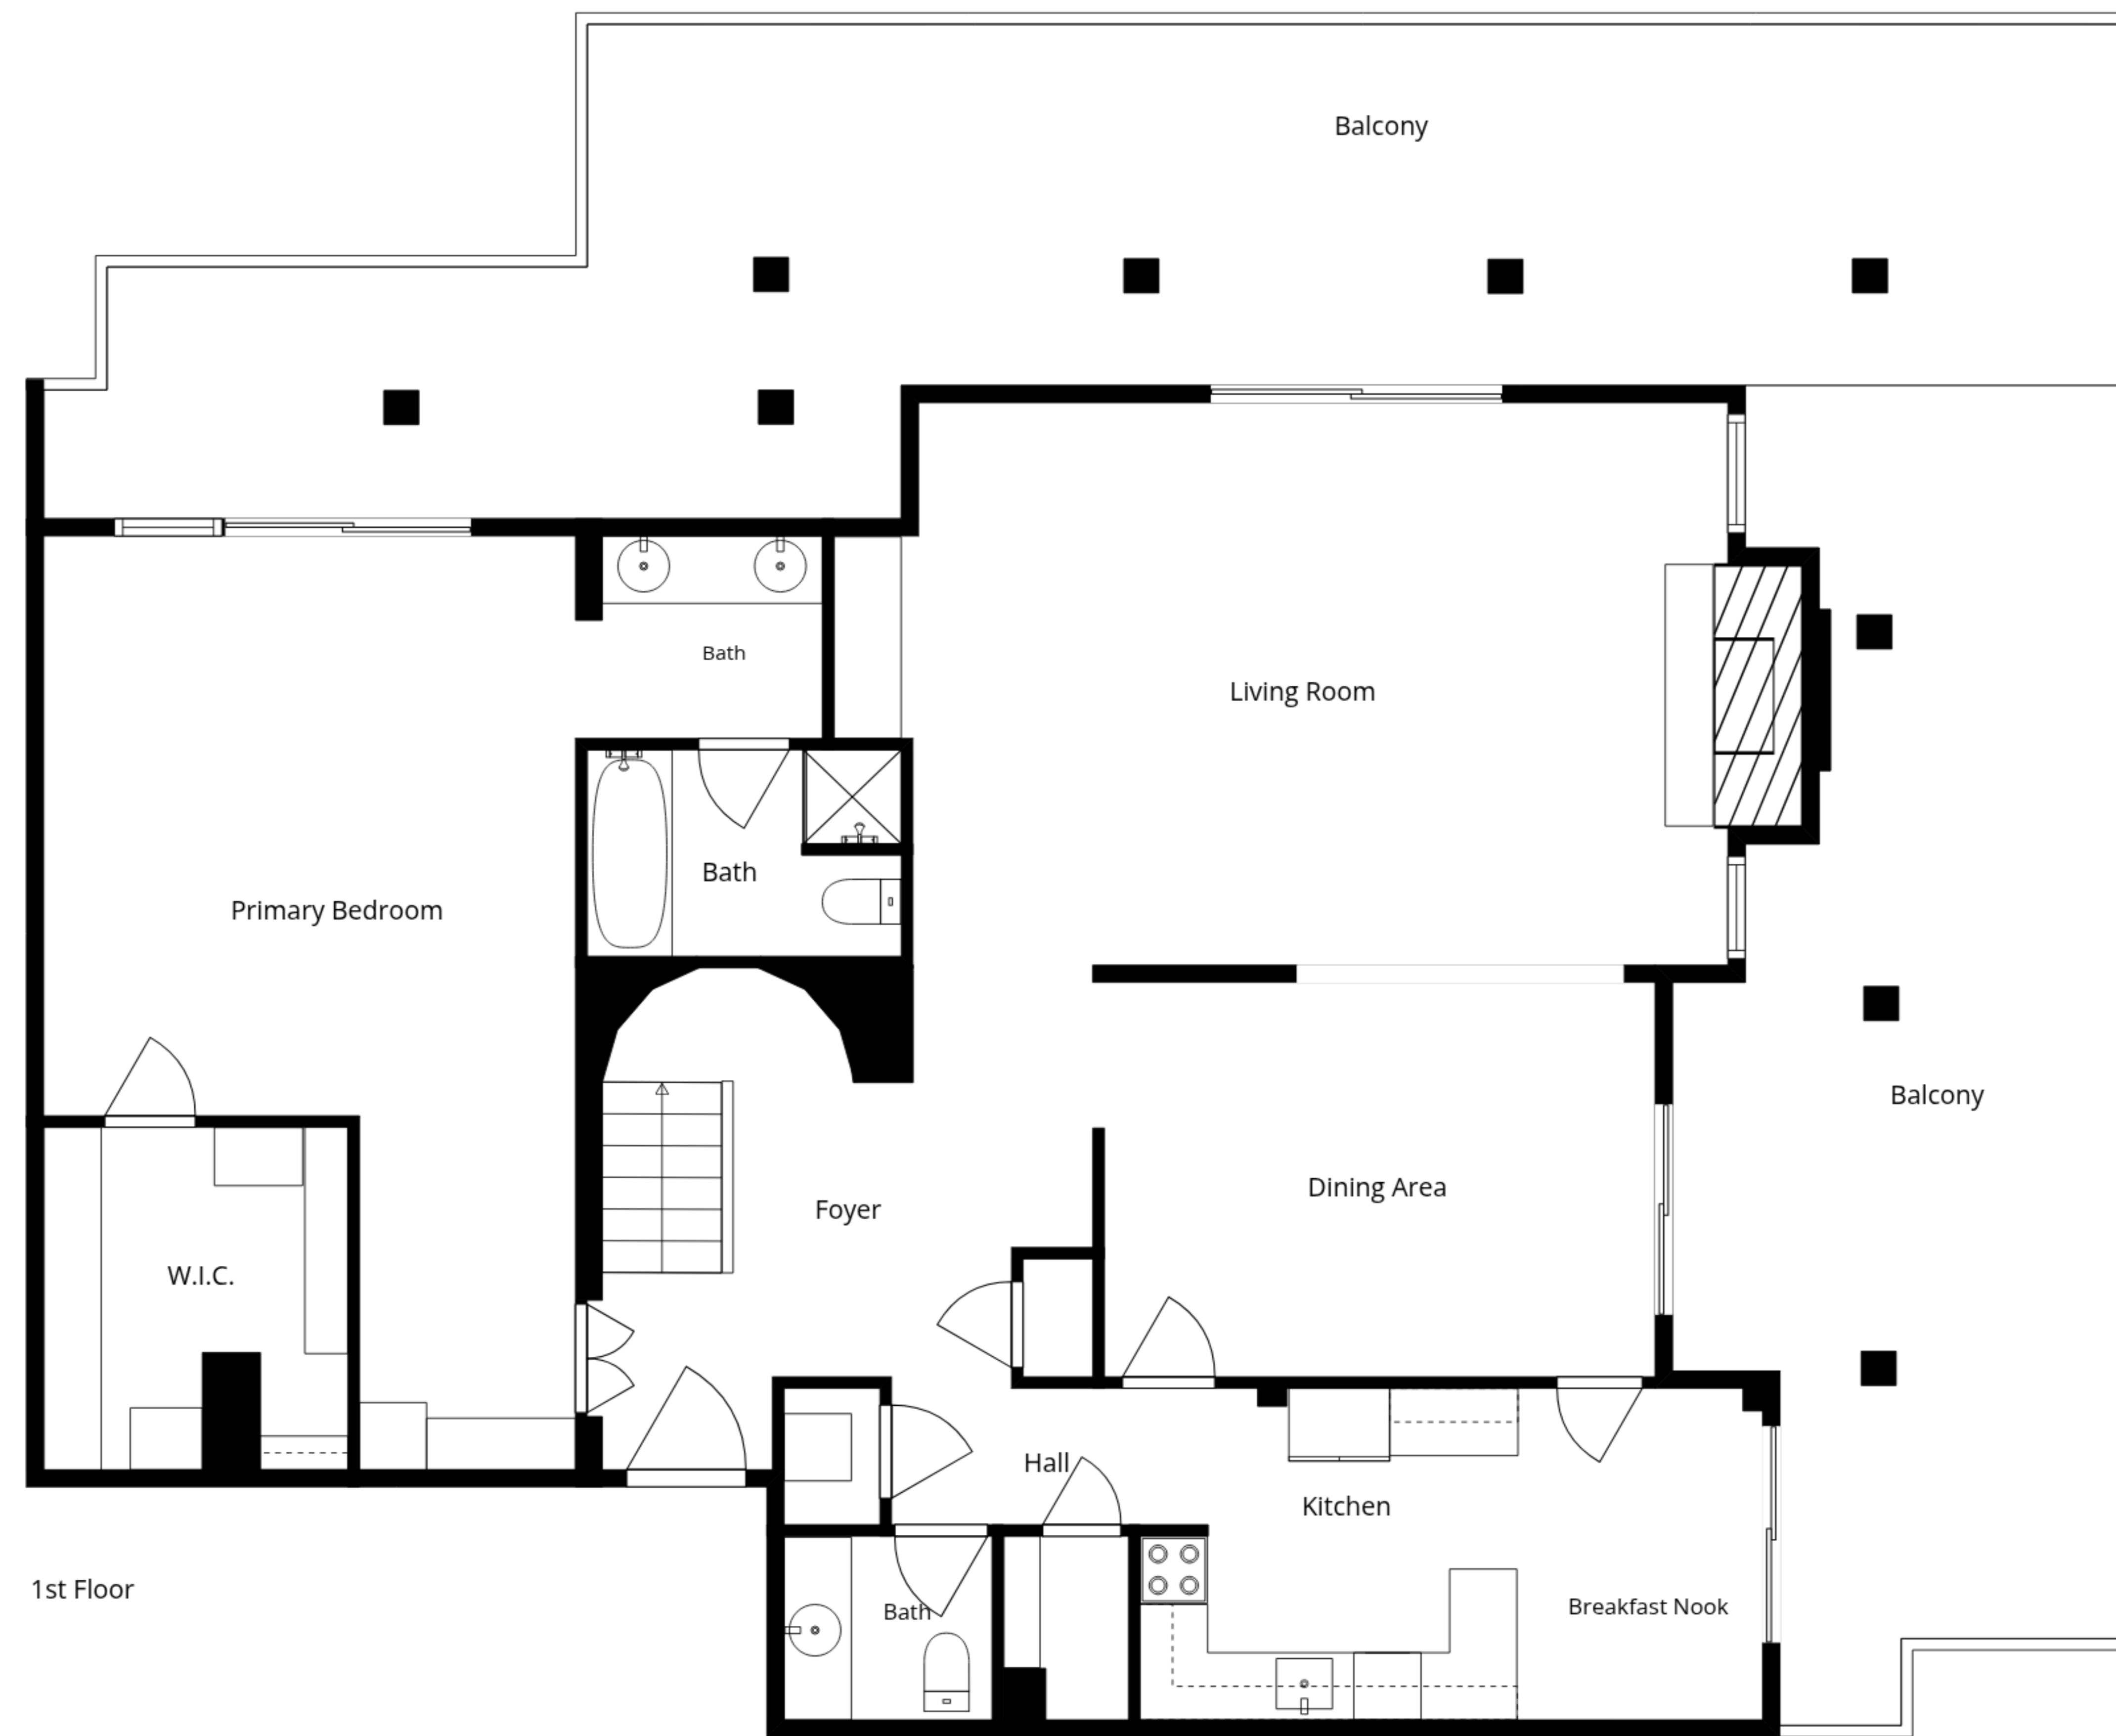 Balcony
Bath
Living Room
Bath
Primary Bedroom
Balcony
Dining Area
Foyer
W.I.C.
Hall
Kitchen
1st Floor
Bath
Breakfast Nook